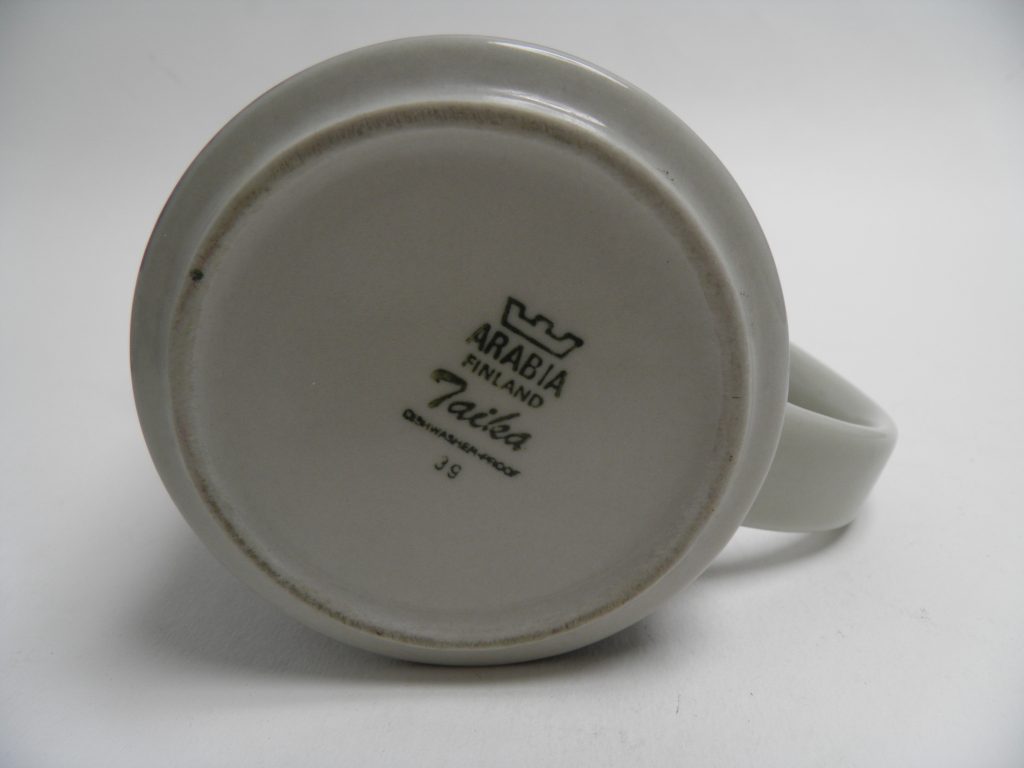 ARABIA
FINLAND
Taika
DISHWASHER-PROOF
39